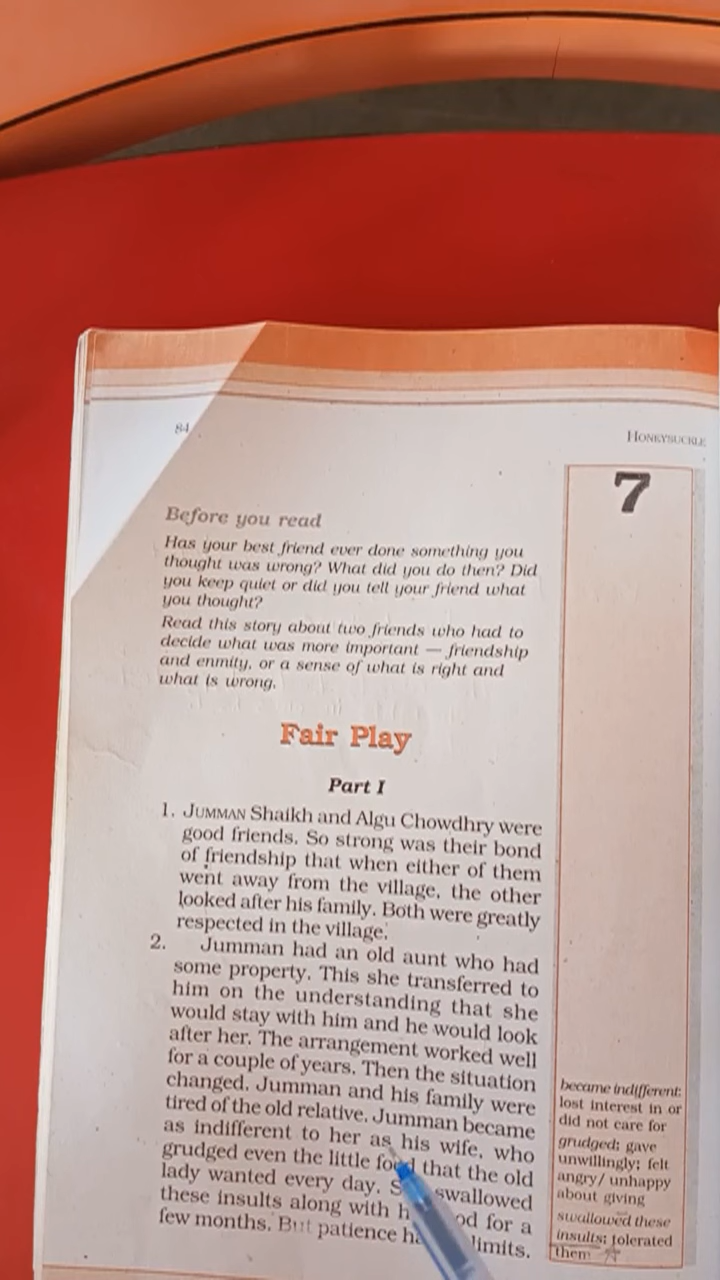 84
HONEYSUCKLE
7
Before you read
Has your best friend ever done something you
thought was wrong? What did you do then? Did
you keep quiet or did you tell your friend what
you thought?
Read this story about two friends who had to
decide what was more important — friendship
and enmity, or a sense of what is right and
what is wrong.
Fair Play
Part I
1. JUMMAN Shaikh and Algu Chowdhry were
good friends. So strong was their bond
of friendship that when either of them
went away from the village, the other
looked after his family. Both were greatly
respected in the village.
2. Jumman had an old aunt who had
some property. This she transferred to
him on the understanding that she
would stay with him and he would look
after her. The arrangement worked well
for a couple of years. Then the situation
changed. Jumman and his family were
tired of the old relative. Jumman became
as indifferent to her as his wife, who
grudged even the little food that the old
lady wanted every day. swallowed
these insults along with for a
few months. But patience limits.
became indifferent:
lost interest in or
did not care for
grudged: gave
unwillingly; felt
angry/ unhappy
about giving
swallowed these
insults: tolerated
them